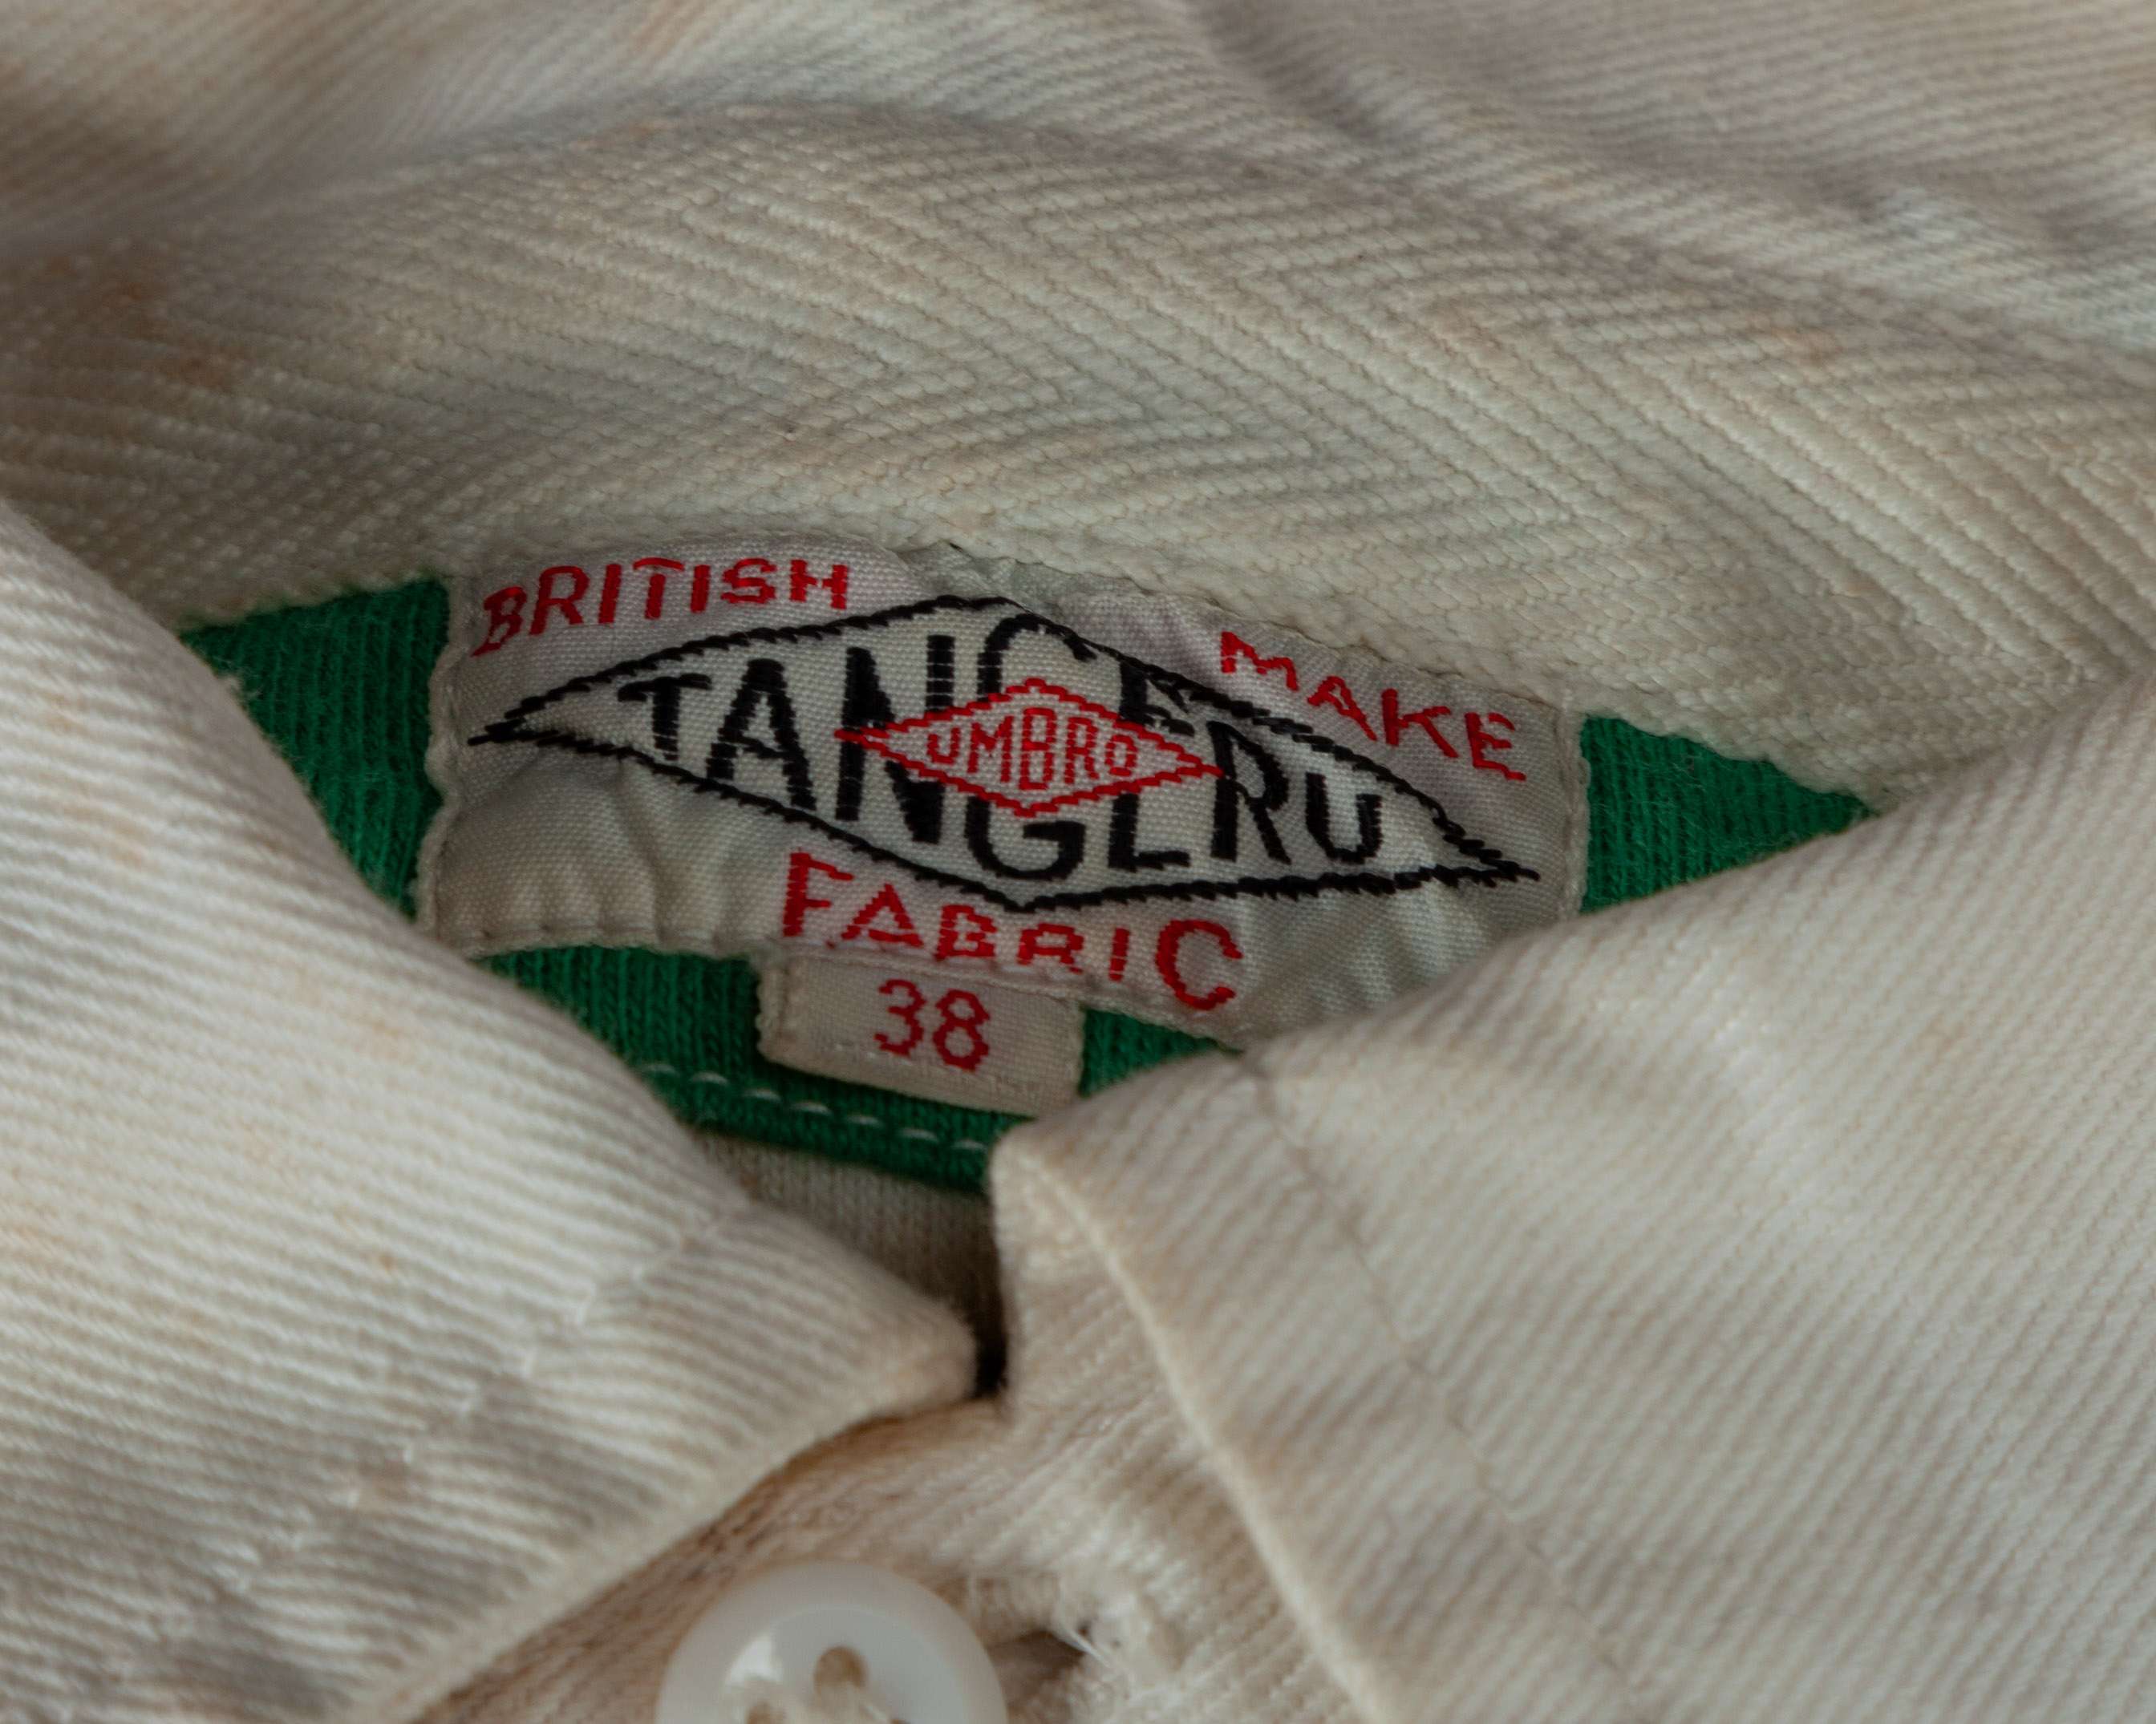 BRITISH MAKE
TANGERU
UMBRO
FABRIC
38